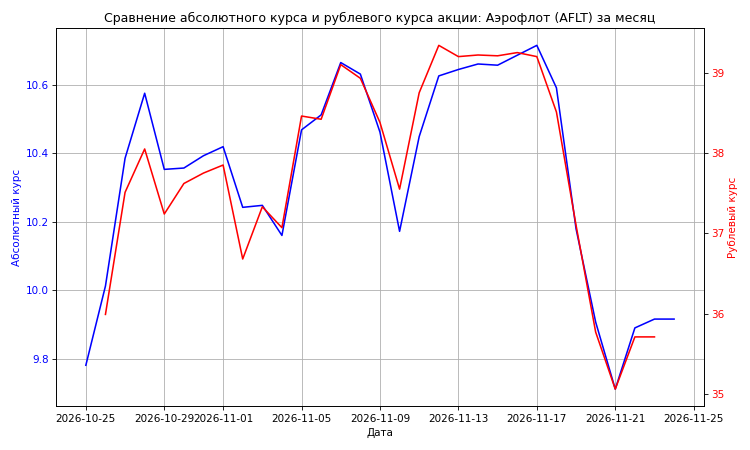 Сравнение абсолютного курса и рублевого курса акции: Аэрофлот (AFLT) за месяц
Абсолютный курс
10.6
10.4
10.2
10.0
9.8
39
38
37
36
35
Рублевый курс
2026-10-25 2026-10-29 2026-11-01 2026-11-05 2026-11-09 2026-11-13 2026-11-17 2026-11-21 2026-11-25
Дата